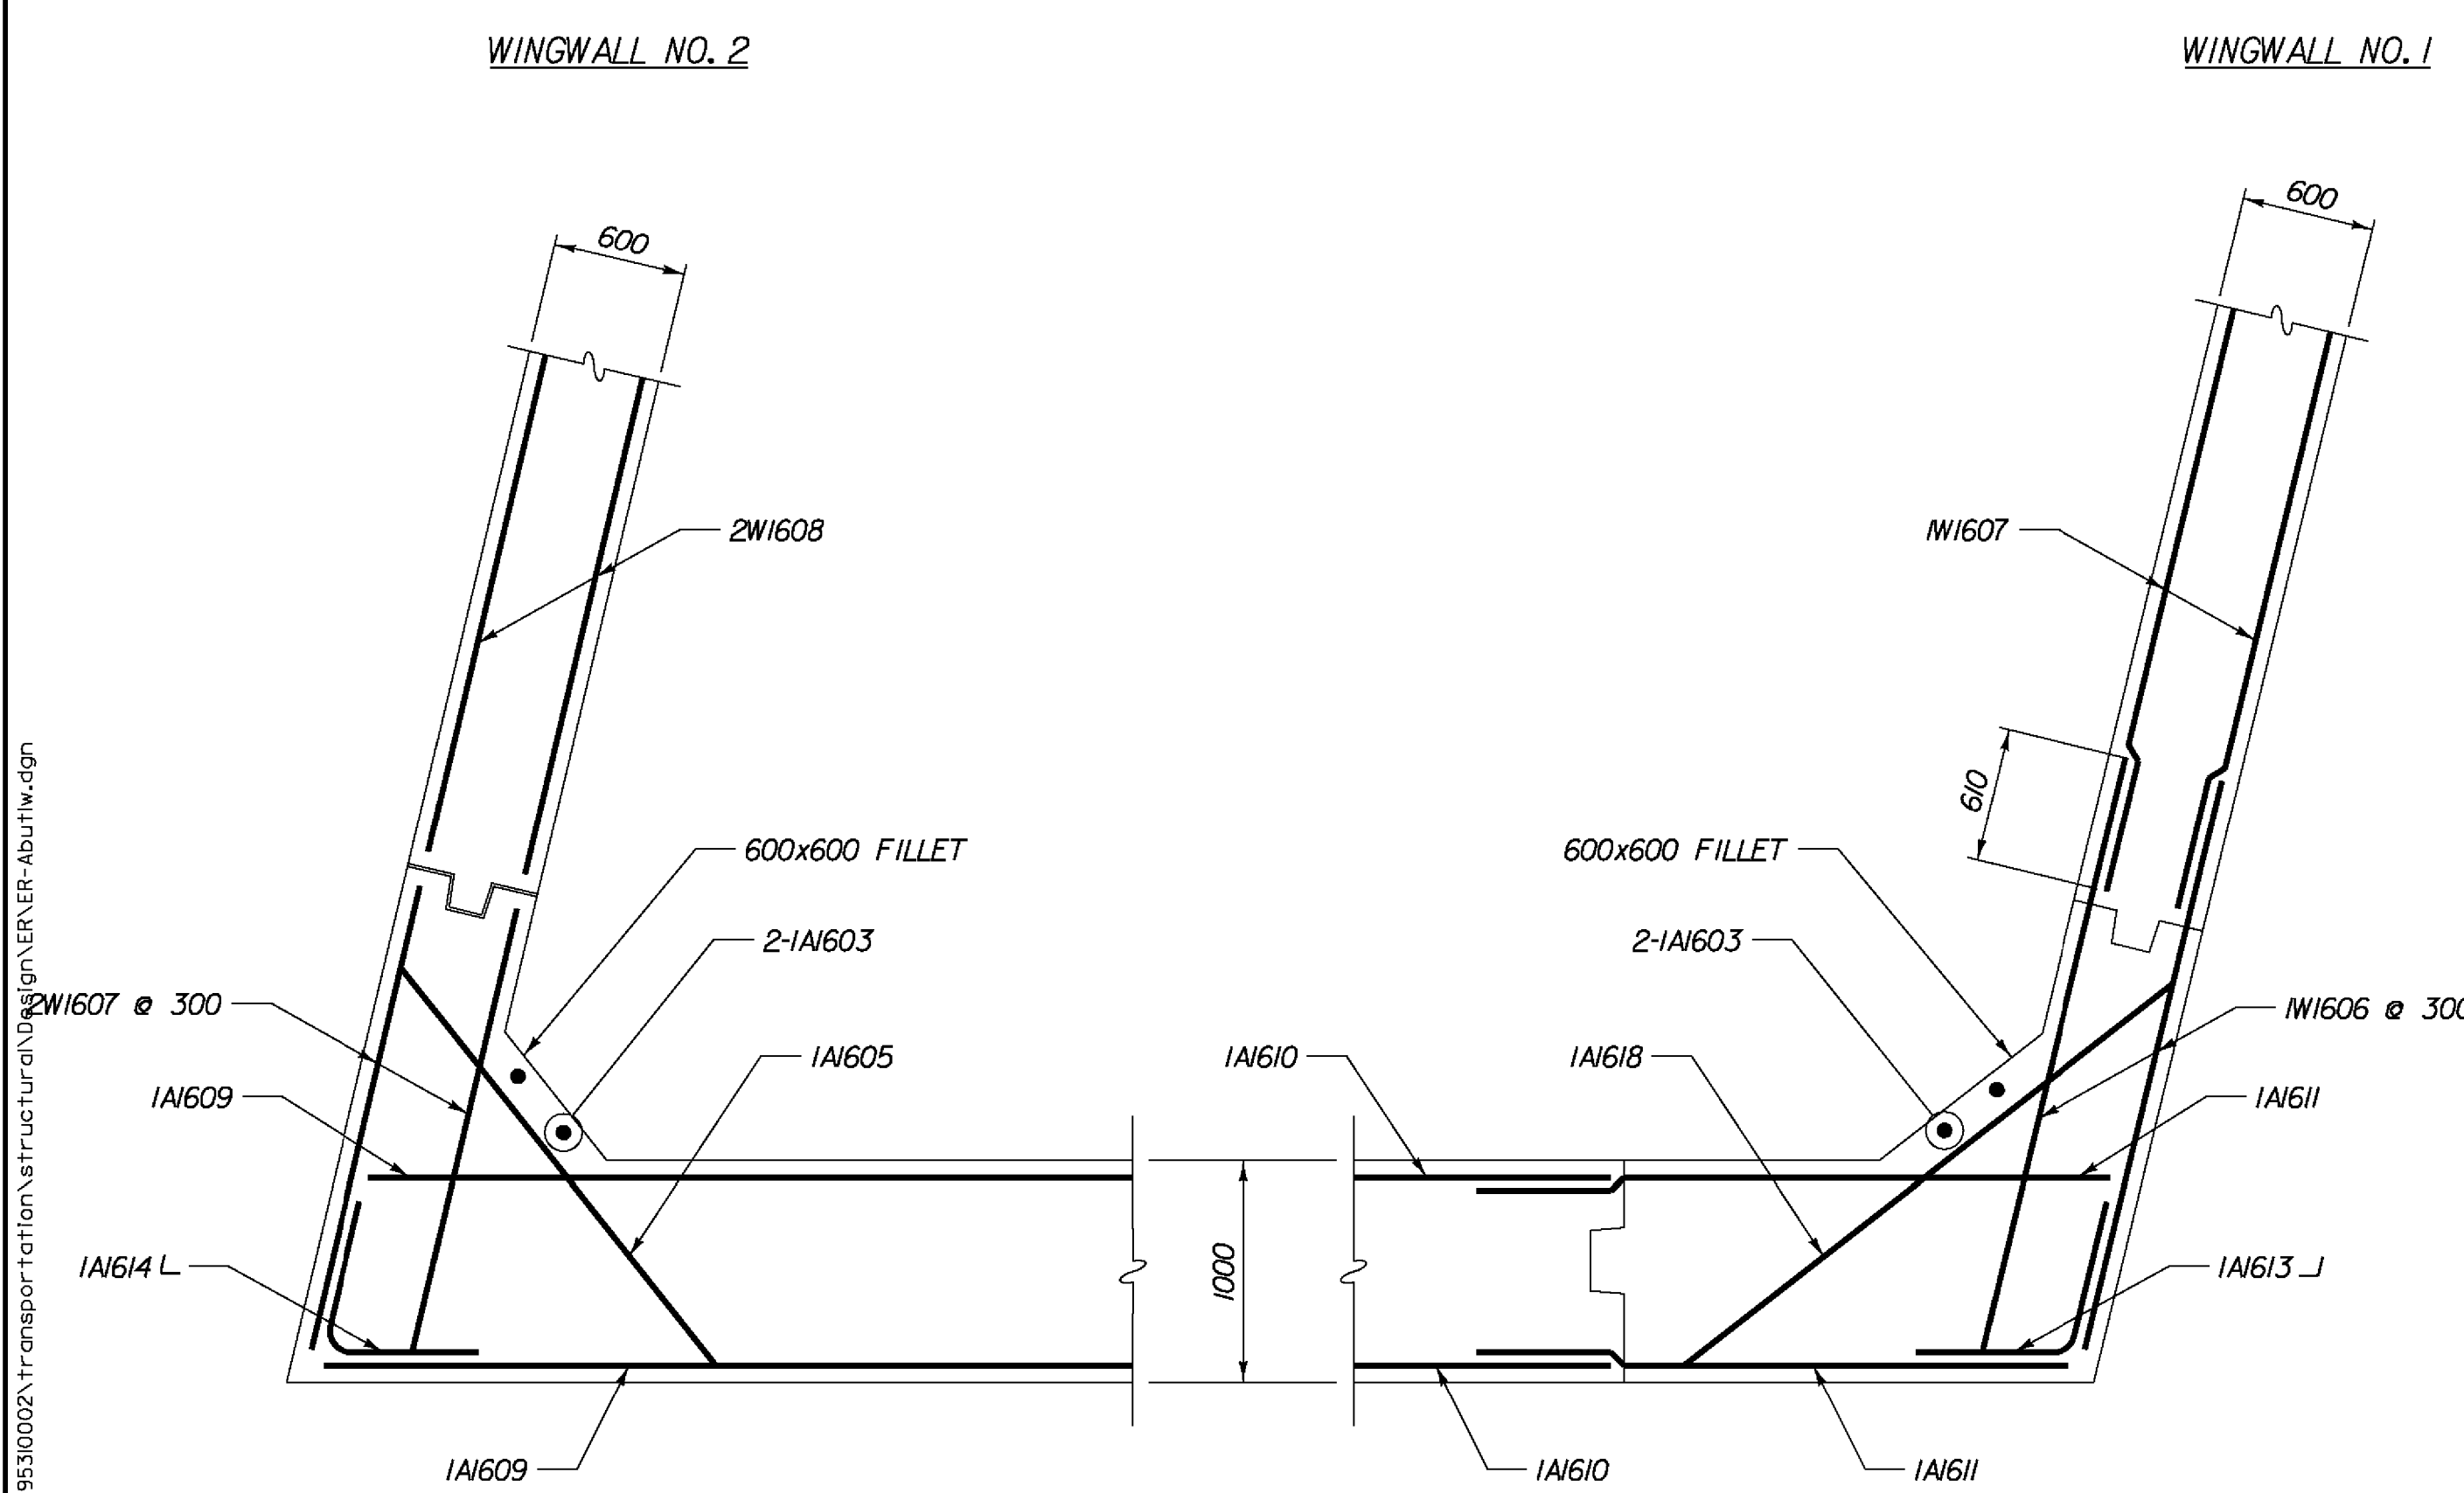 WINGWALL NO. 2
WINGWALL NO. 1
600
600
2W1608
1W1607
610
600x600 FILLET
600x600 FILLET
2-1A1603
2-1A1603
2W1607 @ 300
1W1606 @ 300
1A1605
1A1610
1A1618
1A1609
1A1611
1000
1A1614
1A1613
1A1609
1A1610
1A1611
95310002\transportation\structural\Design\ER\ER-Abut1w.dgn